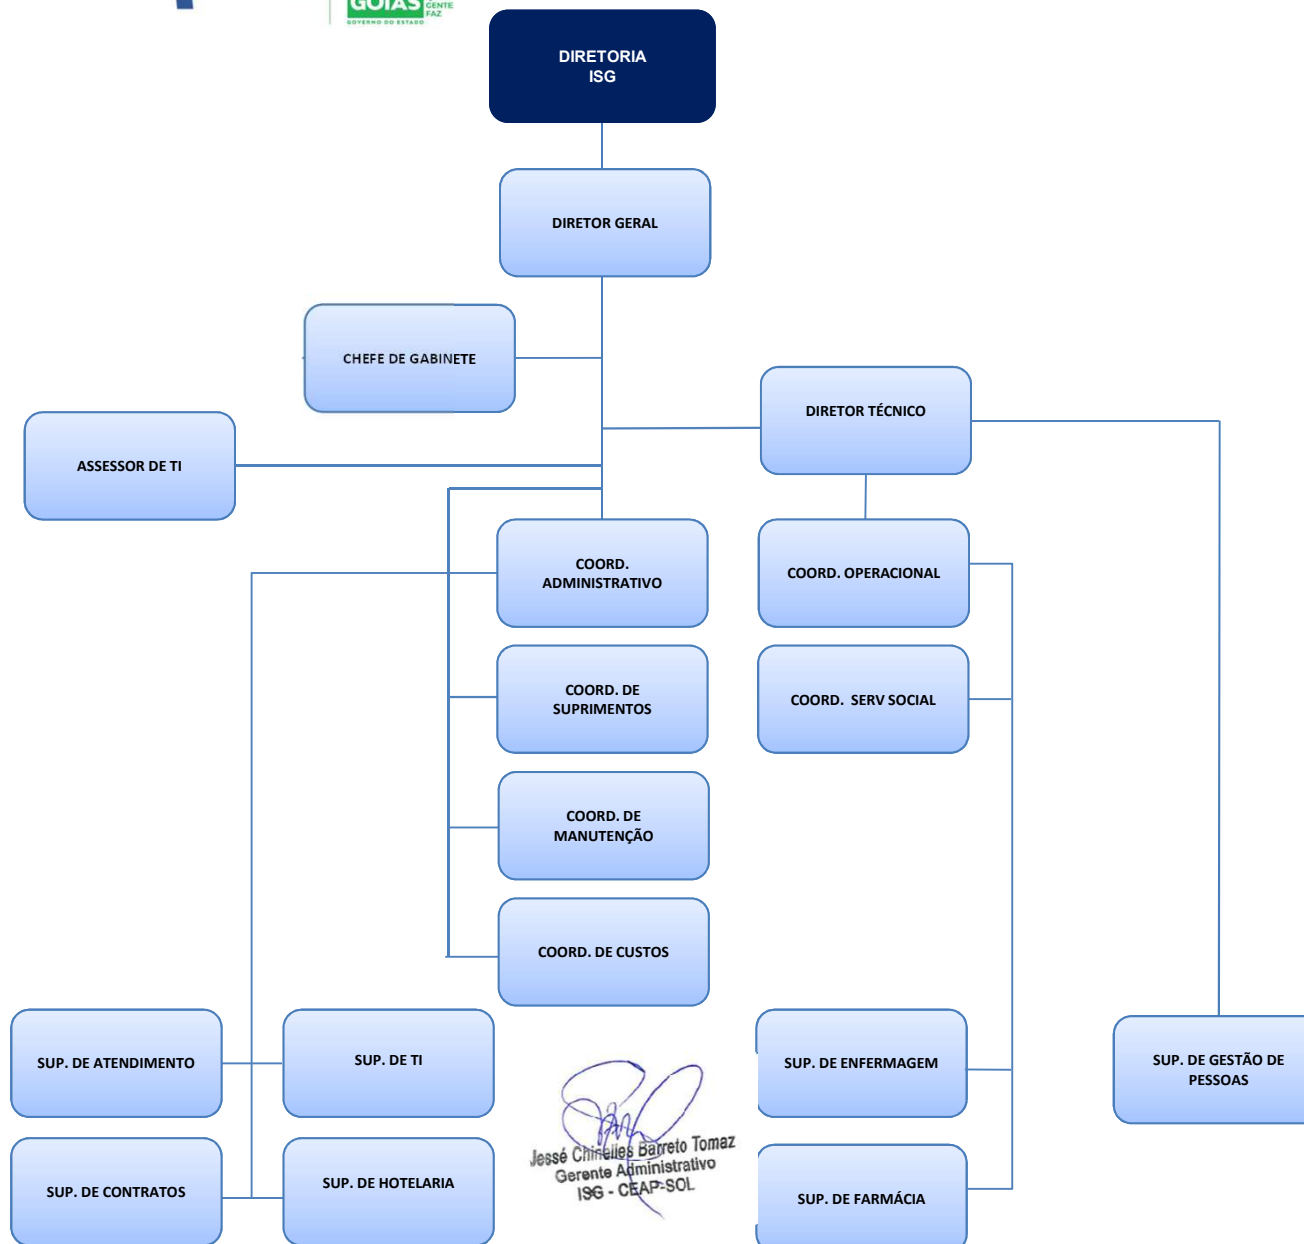 GOIÁS
GENTE
FAZ
GOVERNO DO ESTADO
DIRETORIA
ISG
DIRETOR GERAL
CHEFE DE GABINETE
DIRETOR TÉCNICO
ASSESSOR DE TI
COORD.
ADMINISTRATIVO
COORD. OPERACIONAL
COORD. DE
SUPRIMENTOS
COORD. SERV SOCIAL
COORD. DE
MANUTENÇÃO
COORD. DE CUSTOS
SUP. DE ATENDIMENTO
SUP. DE TI
SUP. DE ENFERMAGEM
SUP. DE GESTÃO DE
PESSOAS
Jessé Chinelles Barreto Tomaz
Gerente Administrativo
ISG - CEAP-SOL
SUP. DE CONTRATOS
SUP. DE HOTELARIA
SUP. DE FARMÁCIA